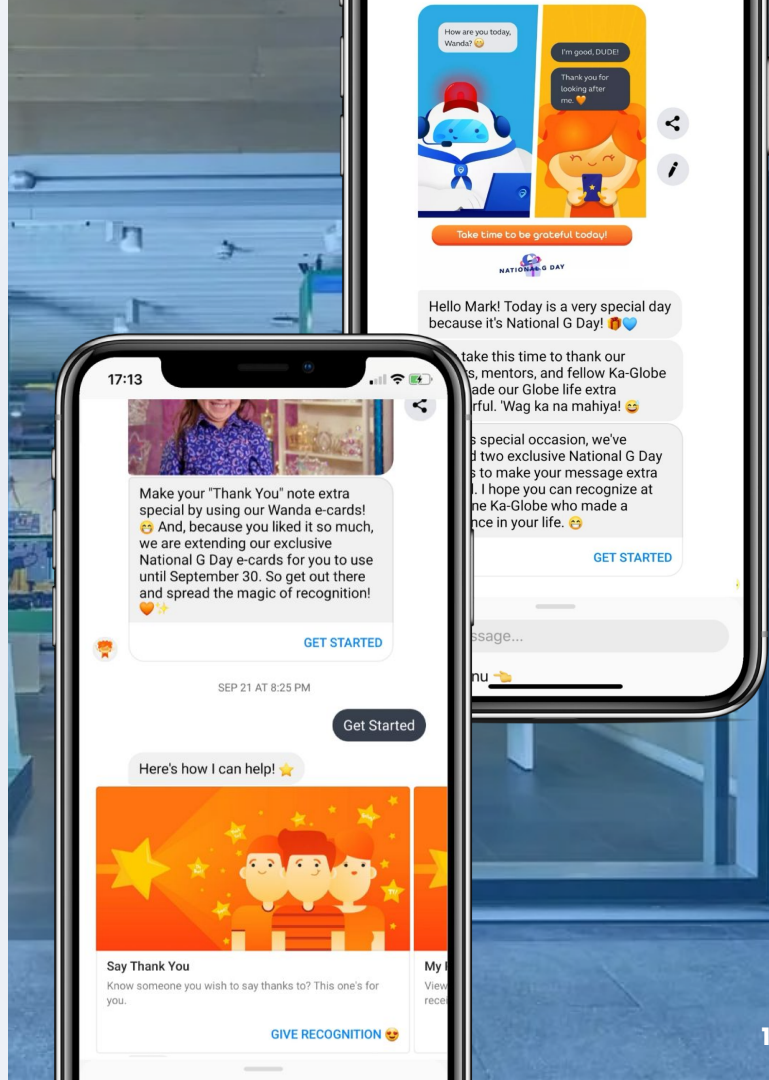 How are you today,
Wanda? 😊
I'm good, DUDE!
Thank you for
looking after
me. 🧡
Take time to be grateful today!
NATIONAL G DAY
Hello Mark! Today is a very special day
because it's National G Day! 🎁💙
take this time to thank our
mentors, and fellow Ka-Globe
our Globe life extra
'Wag ka na mahiya! 😄
special occasion, we've
two exclusive National G Day
to make your message extra
I hope you can recognize at
Ka-Globe who made a
in your life. 😁
GET STARTED
17:13
Make your "Thank You" note extra
special by using our Wanda e-cards!
😁 And, because you liked it so much,
we are extending our exclusive
National G Day e-cards for you to use
until September 30. So get out there
and spread the magic of recognition!
🧡✨
GET STARTED
SEP 21 AT 8:25 PM
Get Started
Here's how I can help! ⭐
Say Thank You
Know someone you wish to say thanks to? This one's for
you.
GIVE RECOGNITION 😍
My
View